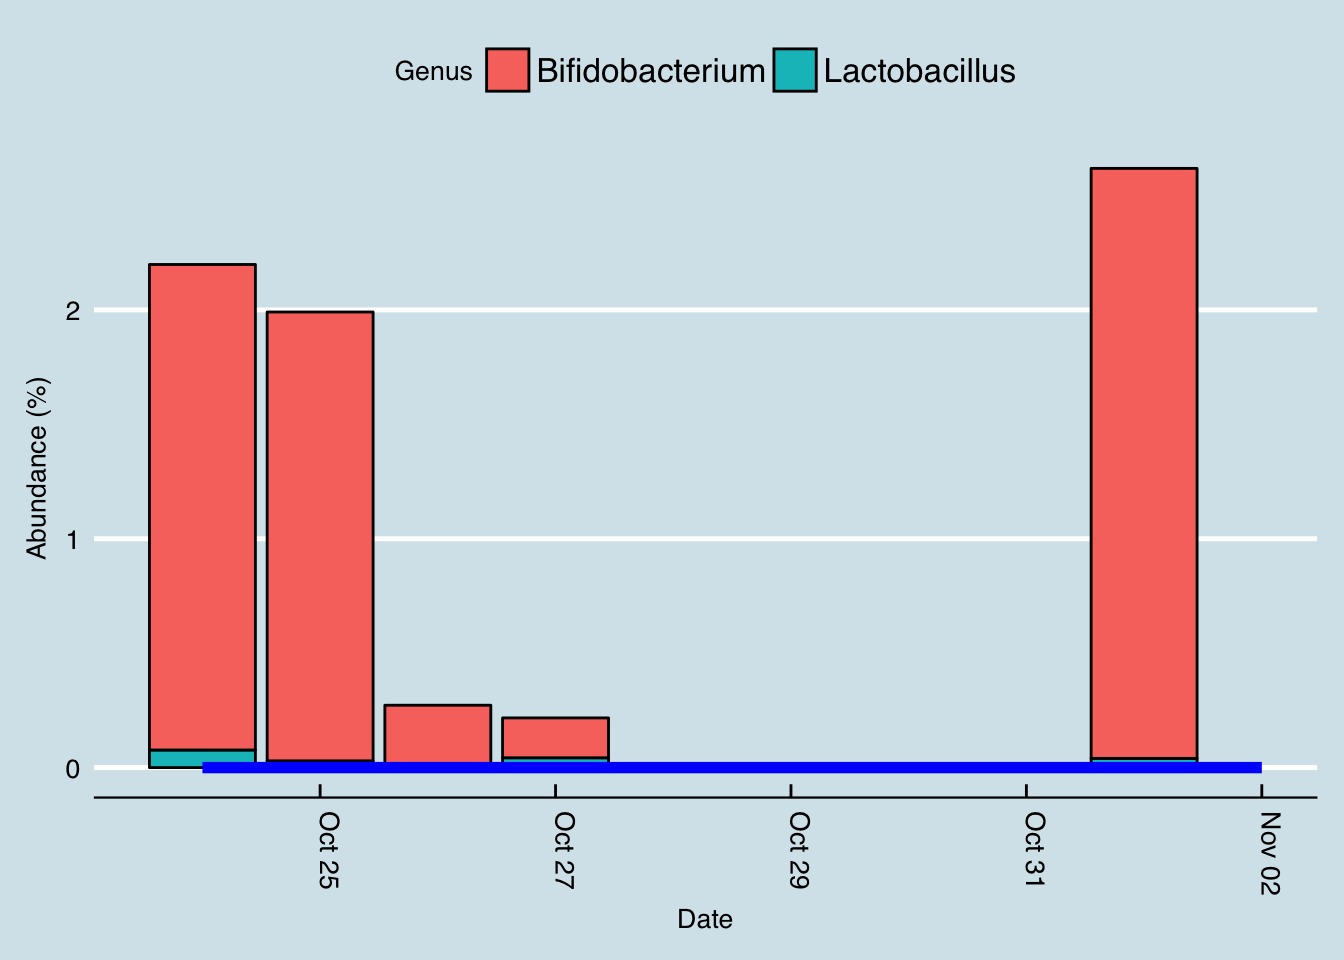 Genus Bifidobacterium Lactobacillus
Abundance (%)
2
1
0
Oct 25
Oct 27
Oct 29
Oct 31
Nov 02
Date